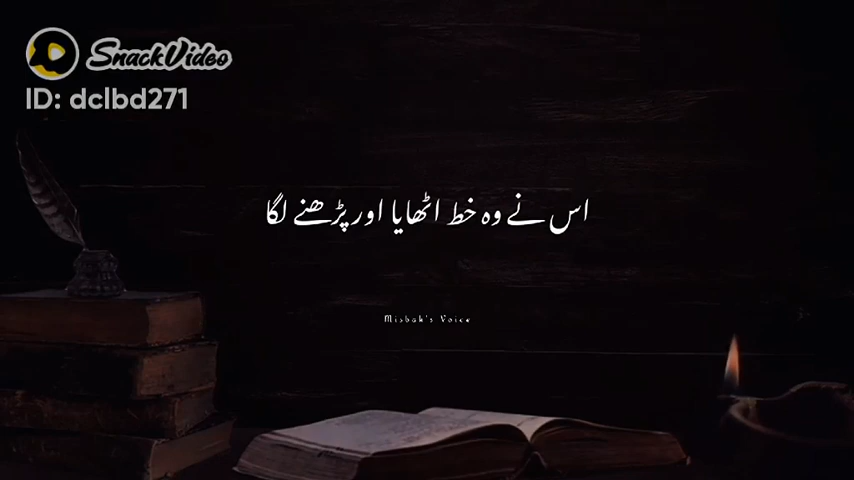 SnackVideo
ID: dclbd271
اس نے وہ خط اٹھایا اور پڑھنے لگا
Misbah's Voice